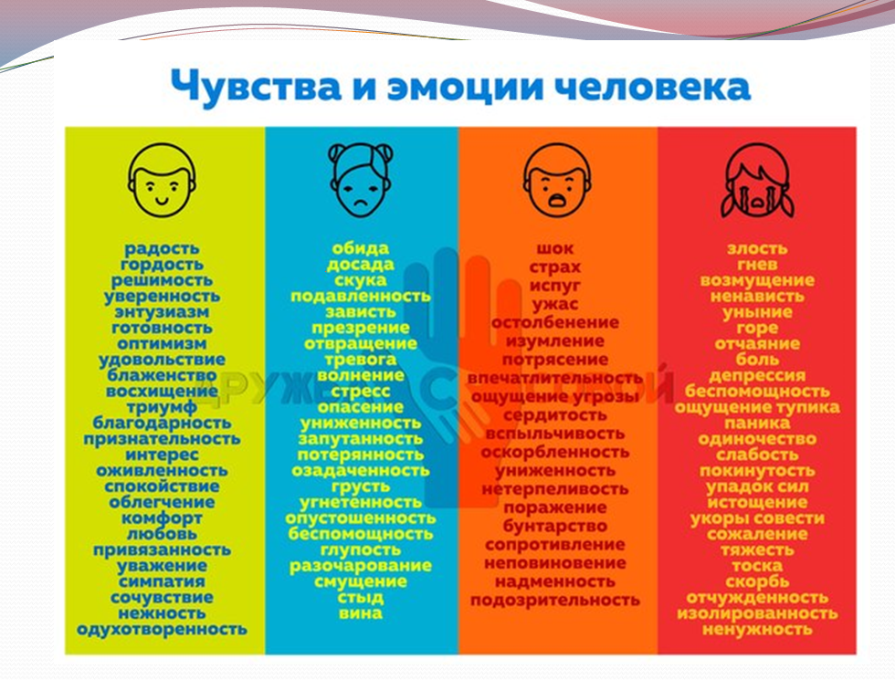 Чувства и эмоции человека
радость
гордость
решимость
уверенность
энтузиазм
готовность
оптимизм
удовольствие
блаженство
восхищение
триумф
благодарность
признательность
интерес
оживленность
спокойствие
облегчение
комфорт
любовь
привязанность
уважение
симпатия
сочувствие
нежность
одухотворенность
обида
досада
скука
подавленность
зависть
презрение
отвращение
тревога
волнение
стресс
опасение
униженность
запутанность
потерянность
озадаченность
грусть
угнетенность
опустошенность
беспомощность
глупость
разочарование
смущение
стыд
вина
шок
страх
испуг
ужас
остолбенение
изумление
потрясение
впечатлительность
ощущение угрозы
сердитость
вспыльчивость
оскорбленность
униженность
нетерпеливость
поражение
бунтарство
сопротивление
неповиновение
надменность
подозрительность
злость
гнев
возмущение
ненависть
уныние
горе
отчаяние
боль
депрессия
беспомощность
ощущение тупика
паника
одиночество
слабость
покинутость
упадок сил
истощение
укоры совести
сожаление
тяжесть
тоска
скорбь
отчужденность
изолированность
ненужность